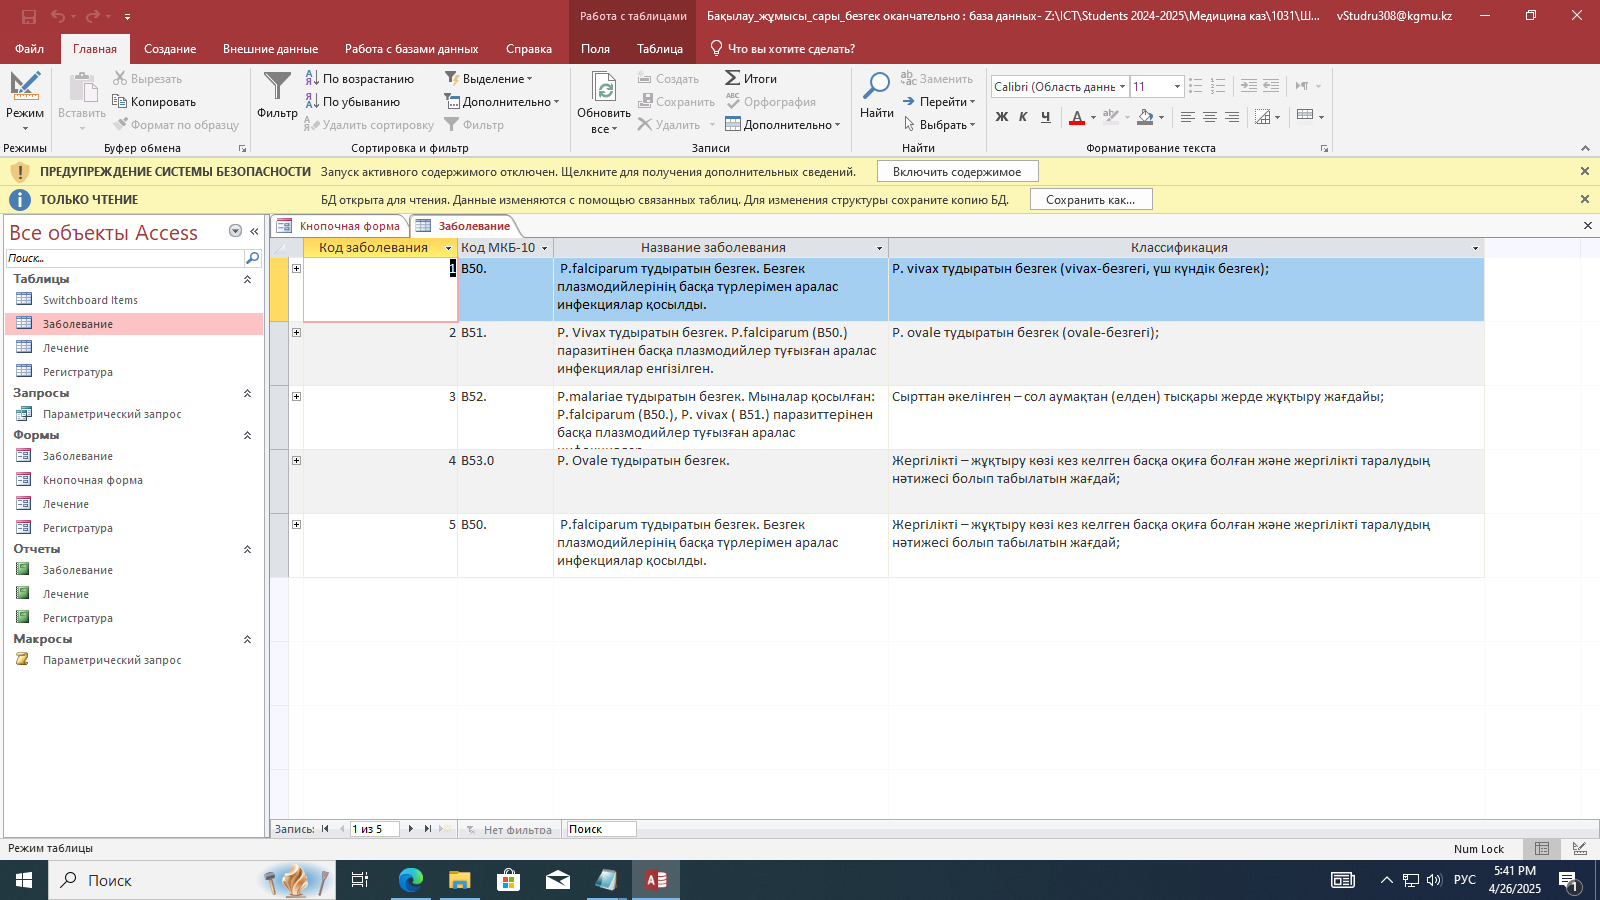 Работа с таблицами
Бақылау_жұмысы_сары_безгек оканчательно : база данных- Z:\ICT\Students 2024-2025\Медицина каз\1031\Ш...
vStudru308@kgmu.kz
Файл
Главная
Создание
Внешние данные
Работа с базами данных
Справка
Поля
Таблица
Что вы хотите сделать?
Режим
Режимы
Вставить
Вырезать
Копировать
Формат по образцу
Буфер обмена
Фильтр
По возрастанию
По убыванию
Удалить сортировку
Выделение
Дополнительно
Фильтр
Сортировка и фильтр
Обновить
все
Создать
Сохранить
Удалить
Итоги
Орфография
Дополнительно
Записи
Найти
Заменить
Перейти
Выбрать
Найти
Calibri (Область данны
11
Ж К Ч
Форматирование текста
ПРЕДУПРЕЖДЕНИЕ СИСТЕМЫ БЕЗОПАСНОСТИ
Запуск активного содержимого отключен. Щелкните для получения дополнительных сведений.
Включить содержимое
ТОЛЬКО ЧТЕНИЕ
БД открыта для чтения. Данные изменяются с помощью связанных таблиц. Для изменения структуры сохраните копию БД.
Сохранить как...
Все объекты Access
Поиск...
Таблицы
Switchboard Items
Заболевание
Лечение
Регистратура
Запросы
Параметрический запрос
Формы
Заболевание
Кнопочная форма
Лечение
Регистратура
Отчеты
Заболевание
Лечение
Регистратура
Макросы
Параметрический запрос
Кнопочная форма
Заболевание
Код заболевания
Код МКБ-10
Название заболевания
Классификация
1
B50.
P.falciparum тудыратын безгек. Безгек
плазмодийлерінің басқа түрлерімен аралас
инфекциялар қосылды.
P. vivax тудыратын безгек (vivax-безгегі, үш күндік безгек);
2
B51.
P. Vivax тудыратын безгек. P.falciparum (B50.)
паразитінен басқа плазмодийлер туғызған аралас
инфекциялар енгізілген.
P. ovale тудыратын безгек (ovale-безгегі);
3
B52.
P.malariae тудыратын безгек. Мыналар қосылған:
P.falciparum (B50.), P. vivax ( B51.) паразиттерінен
басқа плазмодийлер туғызған аралас
Сырттан әкелінген – сол аумақтан (елден) тысқары жерде жұқтыру жағдайы;
4
B53.0
P. Ovale тудыратын безгек.
Жергілікті – жұқтыру көзі кез келгген басқа оқиға болған және жергілікті таралудың
нәтижесі болып табылатын жағдай;
5
B50.
P.falciparum тудыратын безгек. Безгек
плазмодийлерінің басқа түрлерімен аралас
инфекциялар қосылды.
Жергілікті – жұқтыру көзі кез келгген басқа оқиға болған және жергілікті таралудың
нәтижесі болып табылатын жағдай;
Запись:
1 из 5
Нет фильтра
Поиск
Режим таблицы
Num Lock
Поиск
РУС
5:41 PM
4/26/2025
1